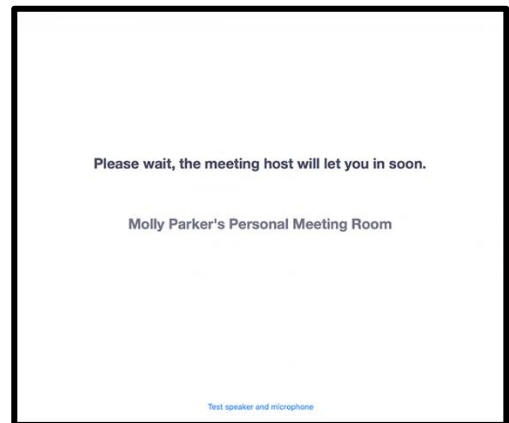 Please wait, the meeting host will let you in soon.
Molly Parker's Personal Meeting Room
Test speaker and microphone